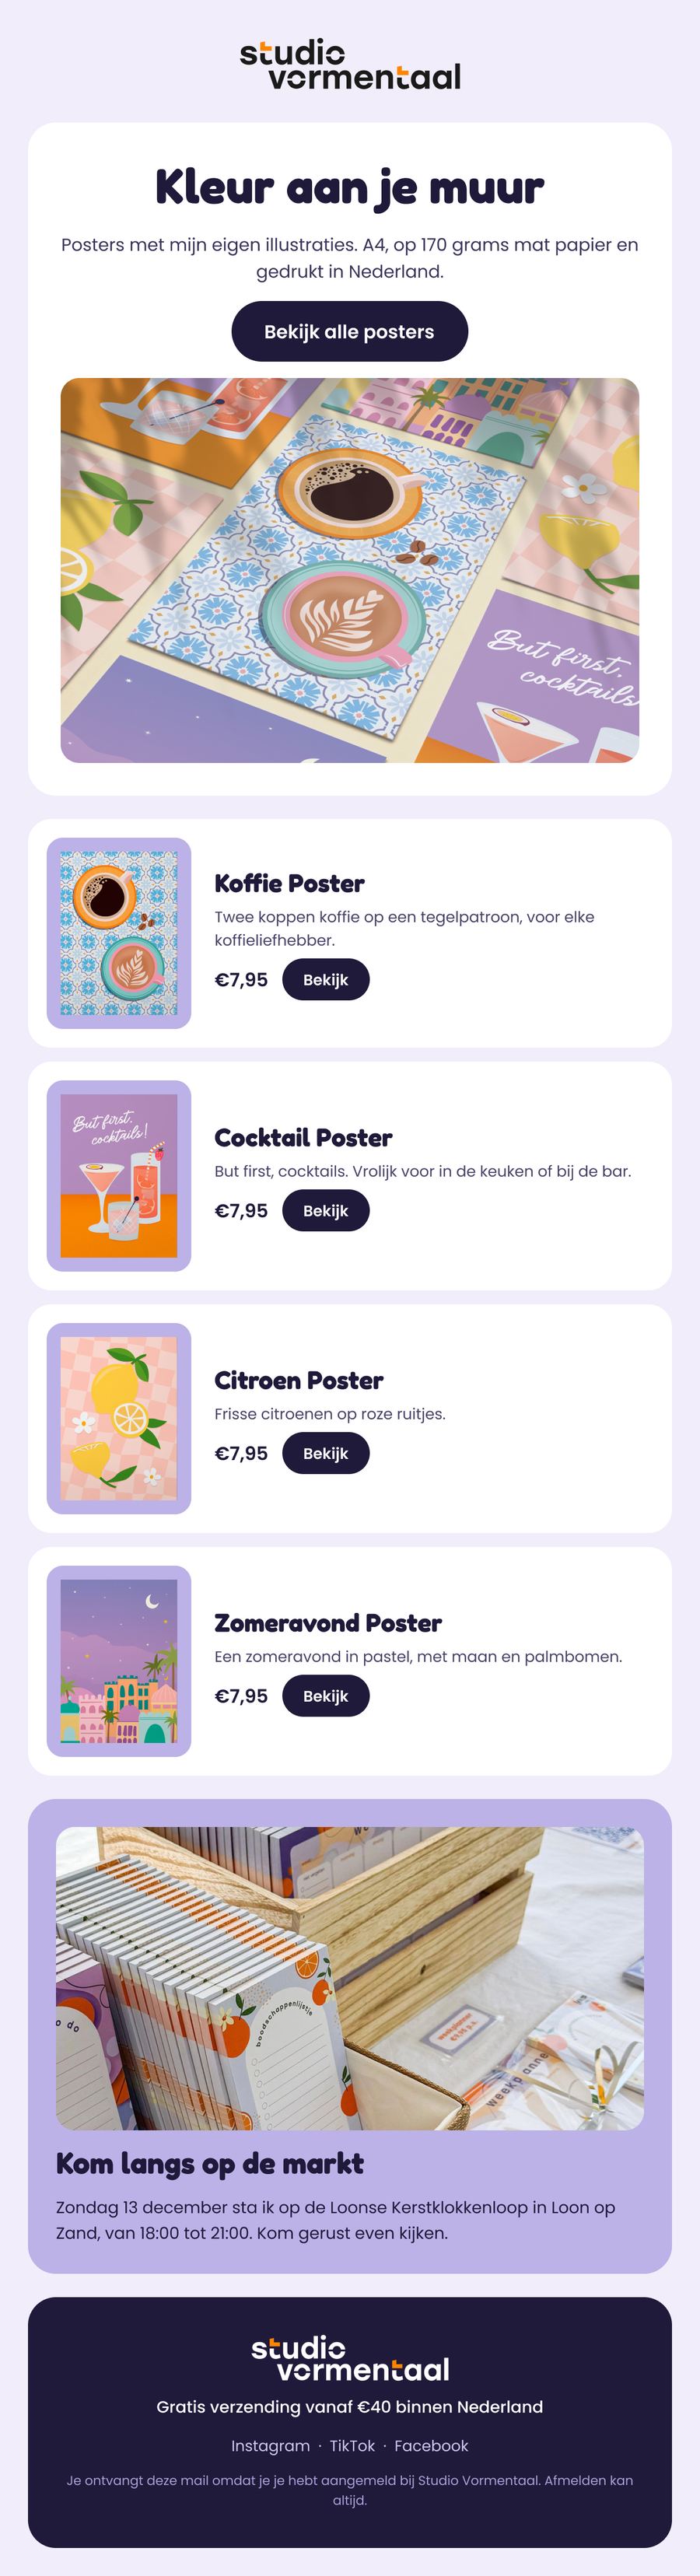 studio
vormentaal
Kleur aan je muur
Posters met mijn eigen illustraties. A4, op 170 grams mat papier en
gedrukt in Nederland.
Bekijk alle posters
But first,
cocktails
Koffie Poster
Twee koppen koffie op een tegelpatroon, voor elke
koffieliefhebber.
€7,95 Bekijk
But first,
cocktails!
Cocktail Poster
But first, cocktails. Vrolijk voor in de keuken of bij de bar.
€7,95 Bekijk
Citroen Poster
Frisse citroenen op roze ruitjes.
€7,95 Bekijk
Zomeravond Poster
Een zomeravond in pastel, met maan en palmbomen.
€7,95 Bekijk
to do
boodschappenlijstje
weekplanner
Kom langs op de markt
Zondag 13 december sta ik op de Loonse Kerstklokkenloop in Loon op
Zand, van 18:00 tot 21:00. Kom gerust even kijken.
studio
vormentaal
Gratis verzending vanaf €40 binnen Nederland
Instagram · TikTok · Facebook
Je ontvangt deze mail omdat je je hebt aangemeld bij Studio Vormentaal. Afmelden kan
altijd.